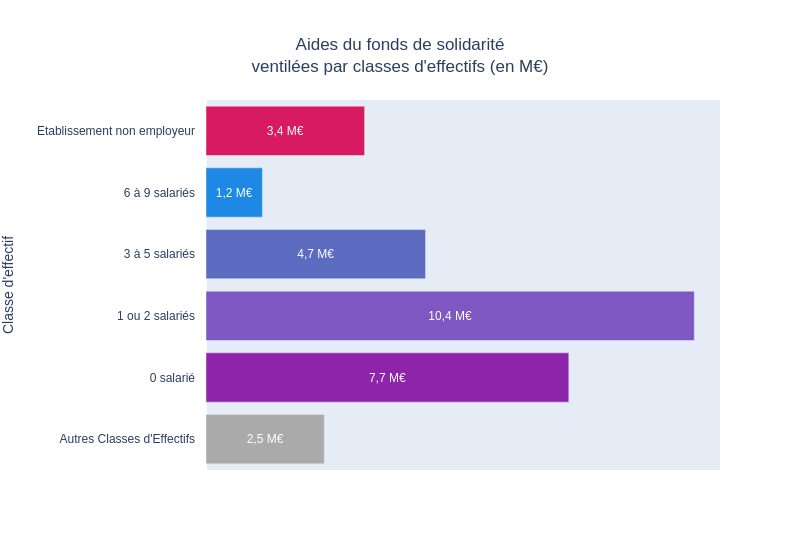 Aides du fonds de solidarité
ventilées par classes d'effectifs (en M€)
Classe d'effectif
Etablissement non employeur
3,4 M€
6 à 9 salariés
1,2 M€
3 à 5 salariés
4,7 M€
1 ou 2 salariés
10,4 M€
0 salarié
7,7 M€
Autres Classes d'Effectifs
2,5 M€